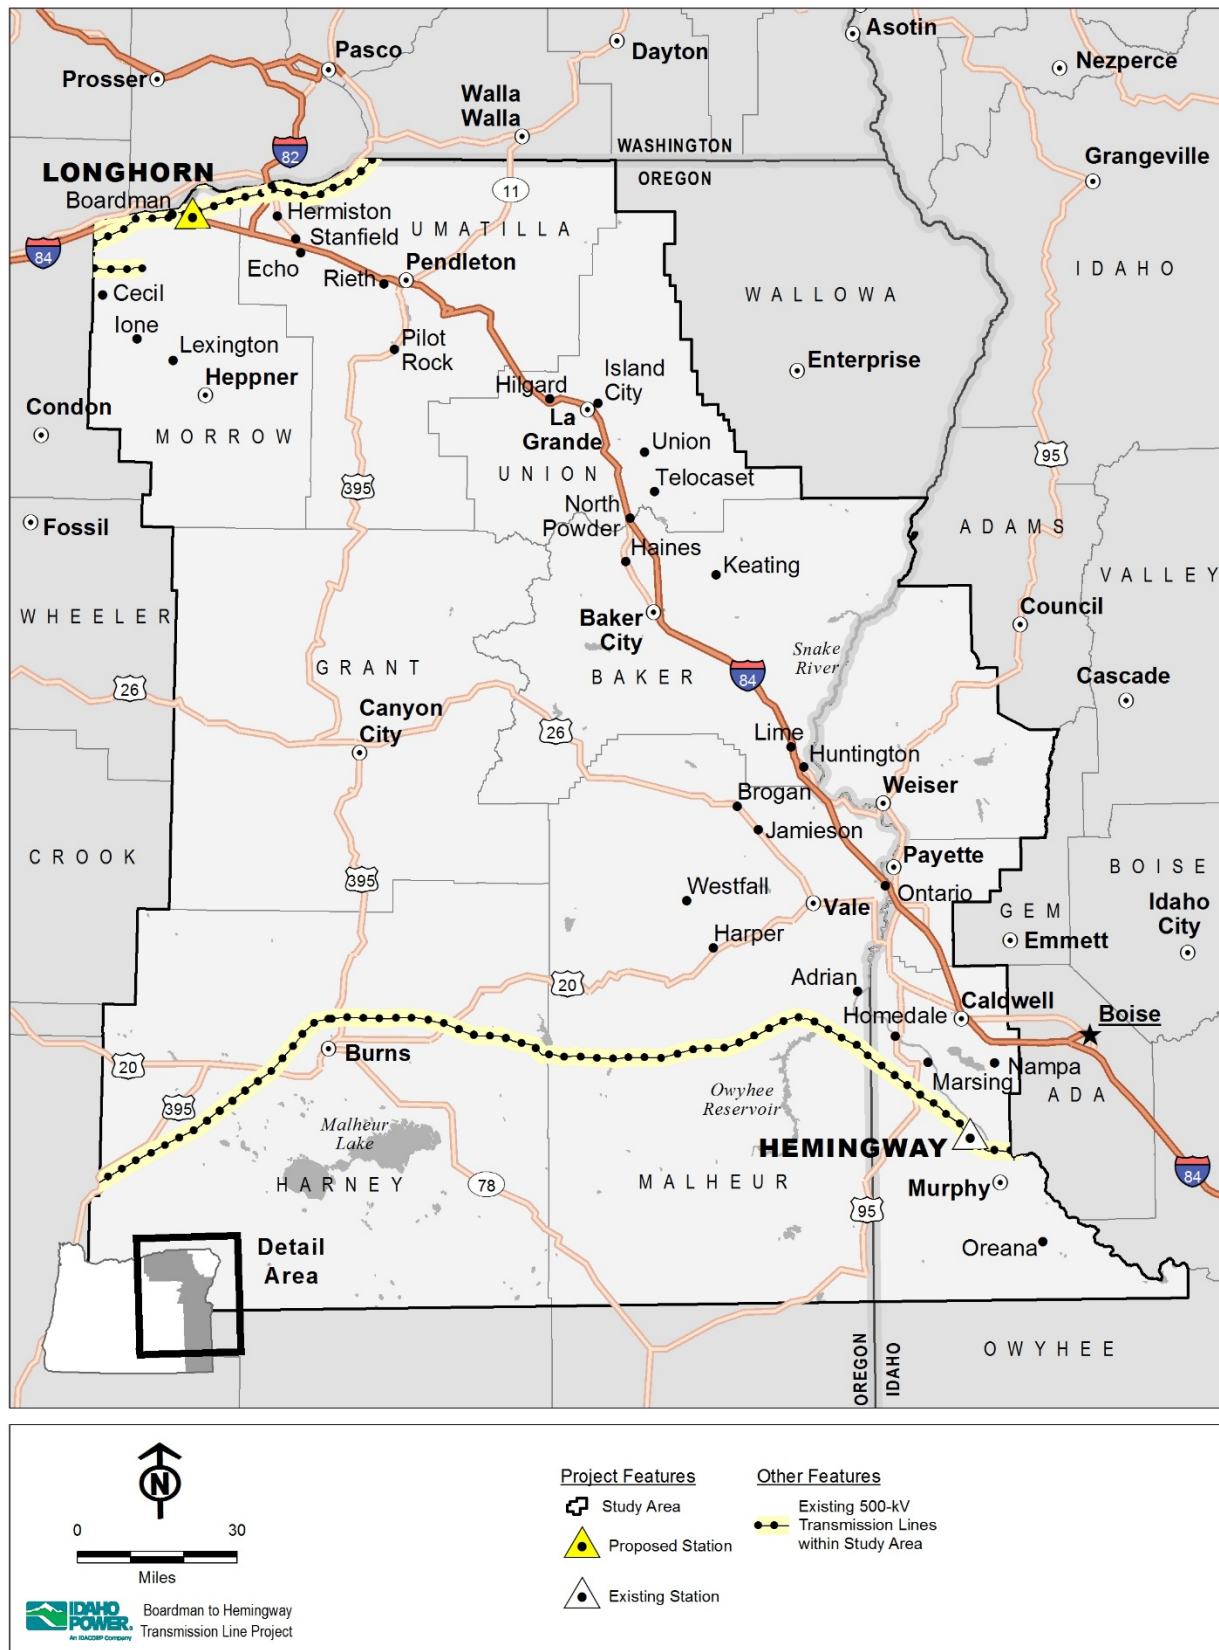 Asotin
Pasco
Dayton
Nezperce
Prosser
Walla
Walla
82
WASHINGTON
OREGON
Grangeville
LONGHORN
Boardman
11
Hermiston
Stanfield
UMATILLA
84
Echo
Pendleton
IDAHO
Rieth
Cecil
WALLOWA
Ione
Lexington
Pilot
Rock
Enterprise
Heppner
Hilgard
Island
City
Condon
La
Grande
MORROW
Union
95
UNION
Telocaset
395
North
Powder
Fossil
ADAMS
Haines
Keating
VALLEY
WHEELER
Baker
City
Council
Snake
River
GRANT
BAKER
84
26
Cascade
Canyon
City
26
Lime
Huntington
Brogan
Weiser
Jamieson
CROOK
Payette
BOISE
395
Westfall
Ontario
Idaho
City
Vale
GEM
Emmett
Harper
Adrian
20
Caldwell
Homedale
Boise
Burns
20
Marsing
Nampa
ADA
395
Owyhee
Reservoir
Malheur
Lake
HEMINGWAY
84
HARNEY
78
MALHEUR
Murphy
95
Oreana
Detail
Area
OREGON
IDAHO
OWYHEE
N
0 30
Miles
IDAHO
POWER®
An IDACORP Company
Boardman to Hemingway
Transmission Line Project
Project Features
Study Area
Proposed Station
Existing Station
Other Features
Existing 500-kV
Transmission Lines
within Study Area